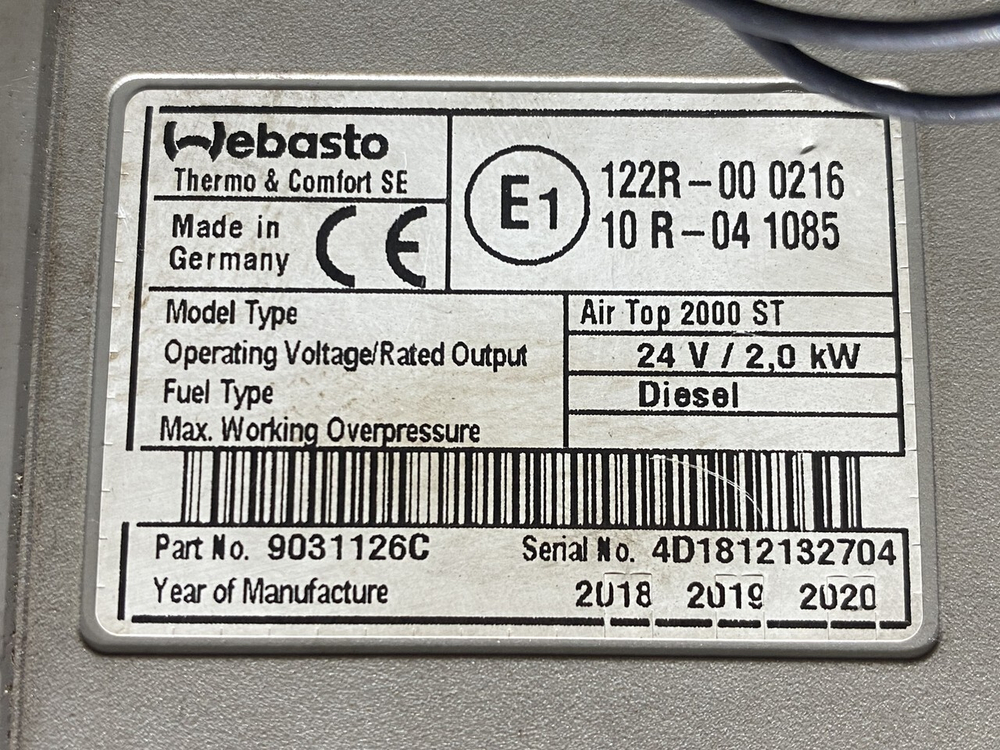 Webasto
Thermo & Comfort SE
Made in
Germany
CE
E1
122R-00 0216
10 R-04 1085
Model Type Air Top 2000 ST
Operating Voltage/Rated Output 24 V / 2,0 kW
Fuel Type Diesel
Max. Working Overpressure
Part No. 9031126C Serial No. 4D1812132704
Year of Manufacture 2018 2019 2020